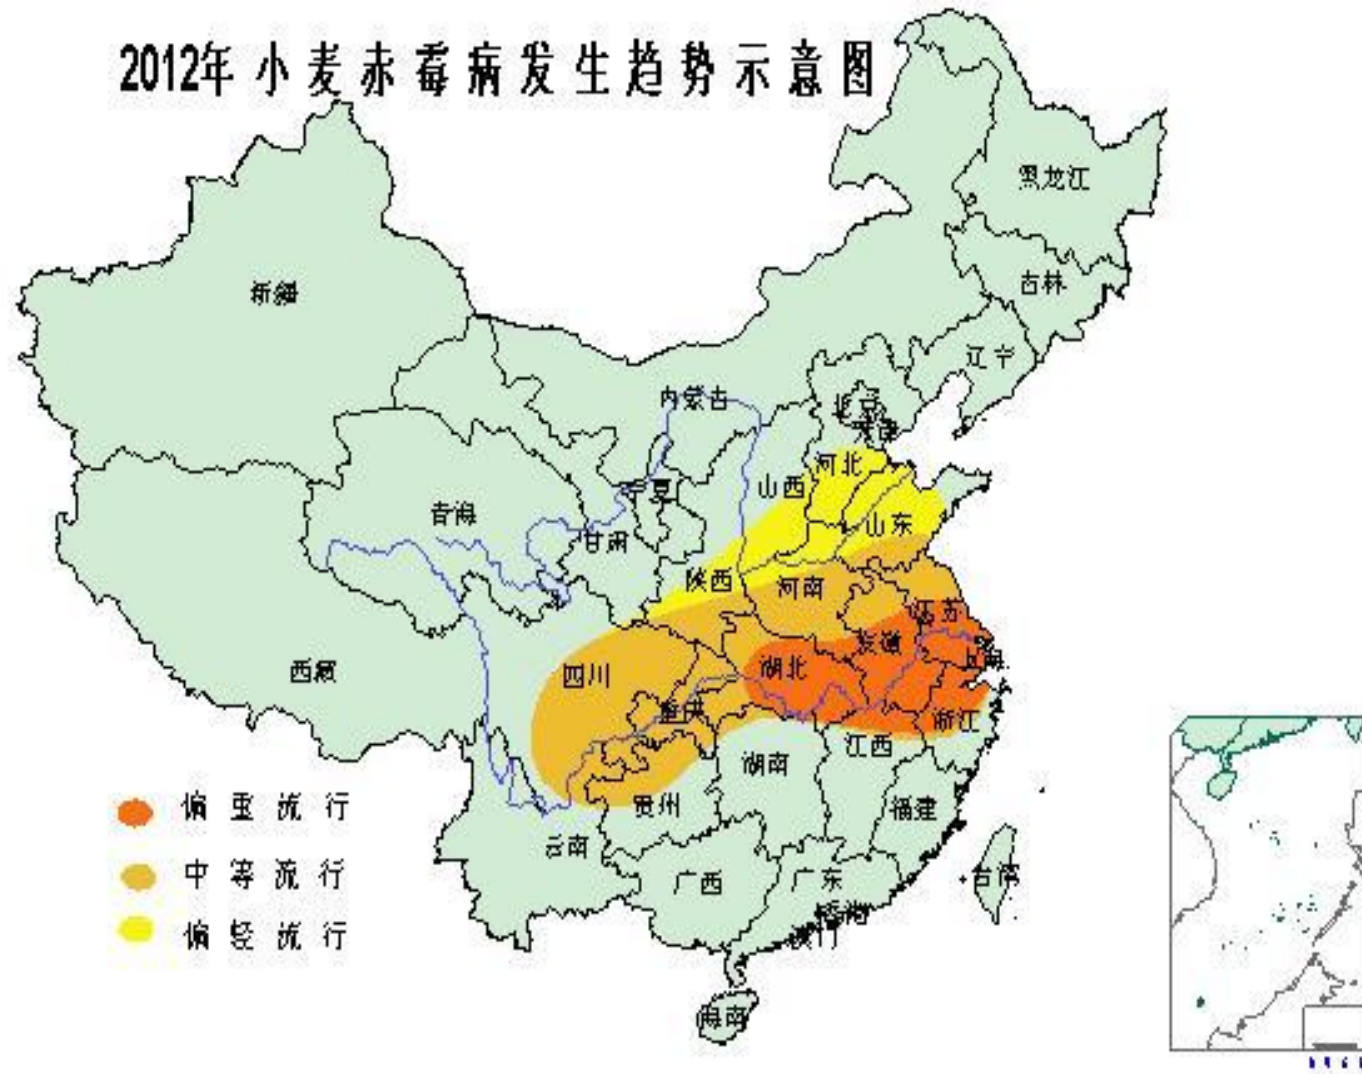 2012年小麦赤霉病发生趋势示意图
黑龙江
吉林
新疆
辽宁
内蒙古
北京
天津
河北
山西
宁夏
青海
山东
甘肃
陕西
河南
江苏
安徽
上海
西藏
四川
湖北
重庆
浙江
江西
湖南
贵州
福建
云南
广西
广东
台湾
香港
澳门
海南
偏重流行
中等流行
偏轻流行